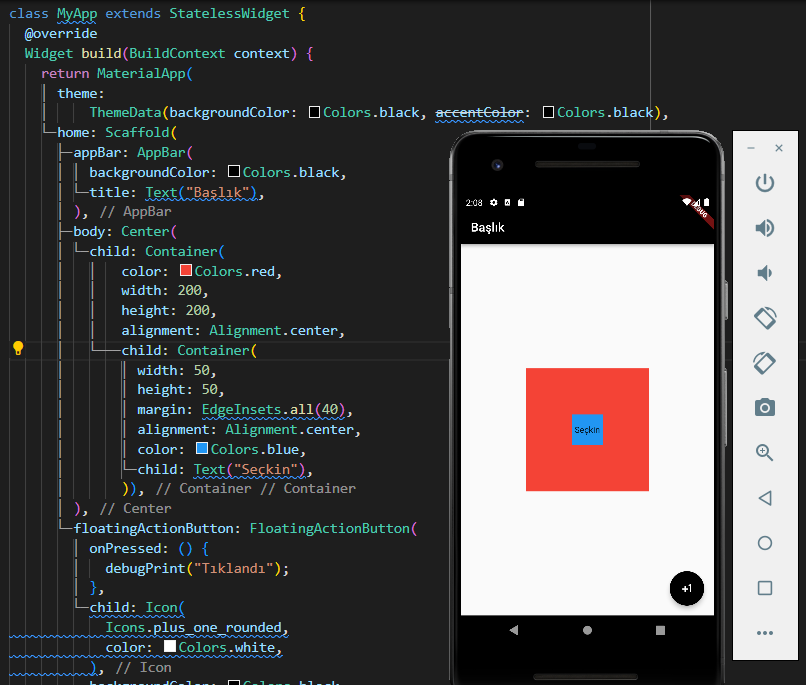 class MyApp extends StatelessWidget {
@override
Widget build(BuildContext context) {
return MaterialApp(
theme:
ThemeData(backgroundColor: Colors.black, accentColor: Colors.black),
home: Scaffold(
appBar: AppBar(
backgroundColor: Colors.black,
title: Text("Başlık"),
), // AppBar
body: Center(
child: Container(
color: Colors.red,
width: 200,
height: 200,
alignment: Alignment.center,
child: Container(
width: 50,
height: 50,
margin: EdgeInsets.all(40),
alignment: Alignment.center,
color: Colors.blue,
child: Text("Seçkin"),
)), // Container // Container
), // Center
floatingActionButton: FloatingActionButton(
onPressed: () {
debugPrint("Tıklandı");
},
child: Icon(
Icons.plus_one_rounded,
color: Colors.white,
), // Icon
backgroundColor: Colors.black,
2:08
DEBUG
Başlık
Seçkin
+1